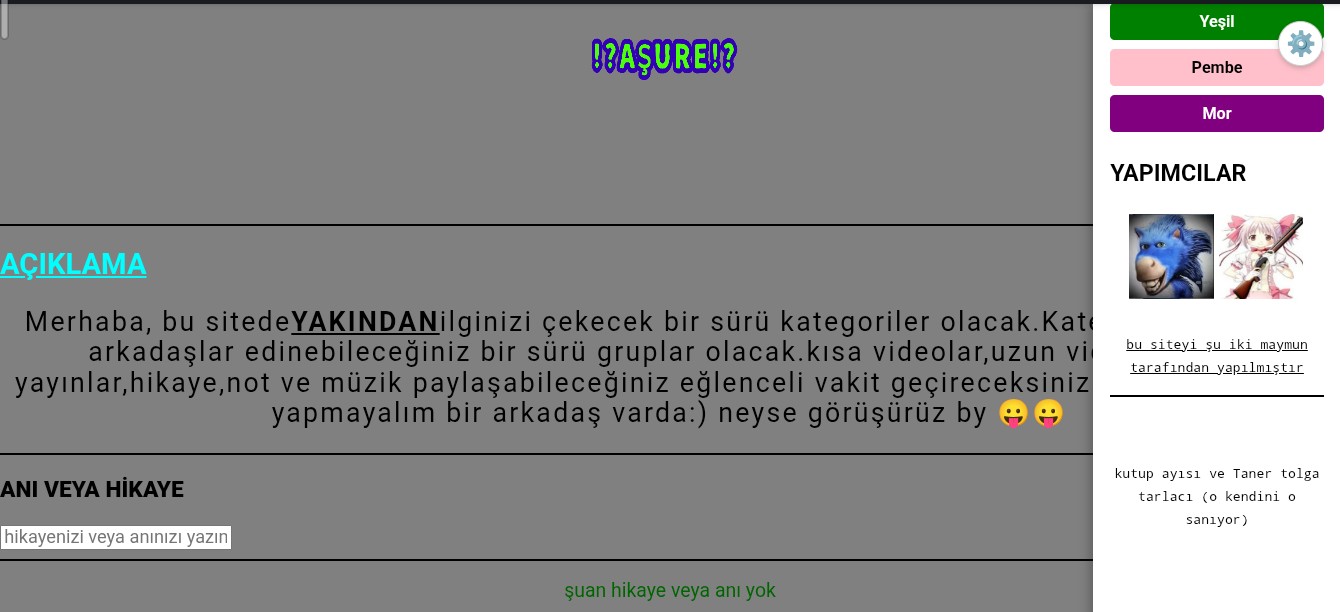 !?AŞURE!?
AÇIKLAMA
Merhaba, bu sitedeYAKINDANilginizi çekecek bir sürü kategoriler olacak.Kate
arkadaşlar edinebileceğiniz bir sürü gruplar olacak.kısa videolar,uzun vi
yayınlar,hikaye,not ve müzik paylaşabileceğiniz eğlenceli vakit geçireceksiniz
yapmayalım bir arkadaş varda:) neyse görüşürüz by 😛😛
ANI VEYA HİKAYE
hikayenizi veya anınızı yazın
şuan hikaye veya anı yok
Yeşil
Pembe
Mor
YAPIMCILAR
bu siteyi şu iki maymun
tarafından yapılmıştır
kutup ayısı ve Taner tolga
tarlacı (o kendini o
sanıyor)